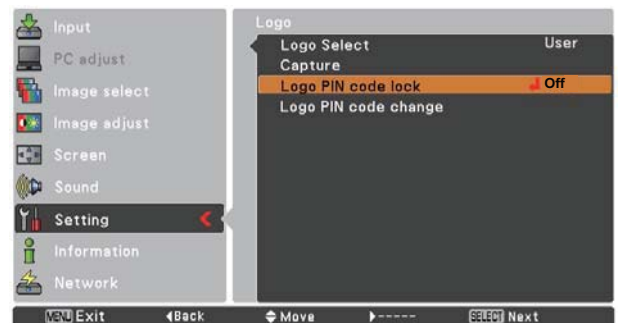 Input
PC adjust
Image select
Image adjust
Screen
Sound
Setting
Information
Network
Logo
Logo Select User
Capture
Logo PIN code lock Off
Logo PIN code change
MENU Exit ◀Back Move ▶----- SELECT Next